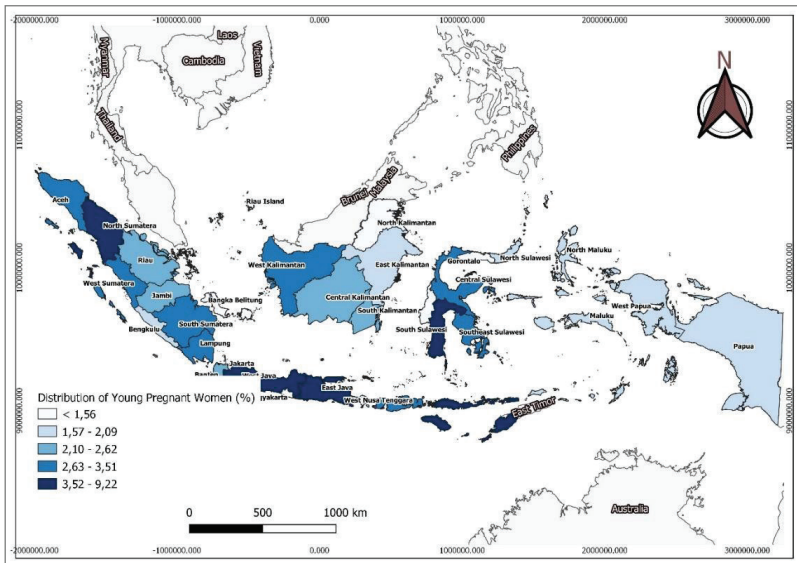 -2000000.000 -1000000.000 0.000 1000000.000 2000000.000 3000000.000
Laos
Myanmar
Cambodia
Vietnam
N
Thailand
11000000.000
11000000.000
Philippines
Brunei
Malaysia
Aceh
Riau Island
North Sumatera
North Kalimantan
North Maluku
Riau
West Kalimantan
East Kalimantan
Gorontalo
North Sulawesi
10000000.000
10000000.000
West Sumatera
Central Sulawesi
Jambi
Bangka Belitung
Central Kalimantan
West Papua
South Kalimantan
Maluku
Bengkulu
South Sumatera
South Sulawesi
Southeast Sulawesi
Lampung
Papua
Jakarta
East Java
West Nusa Tenggara
East Timor
9000000.000
9000000.000
Distribution of Young Pregnant Women (%)
< 1,56
1,57 - 2,09
2,10 - 2,62
2,63 - 3,51
3,52 - 9,22
0 500 1000 km
Australia
-2000000.000 -1000000.000 0.000 1000000.000 2000000.000 3000000.000